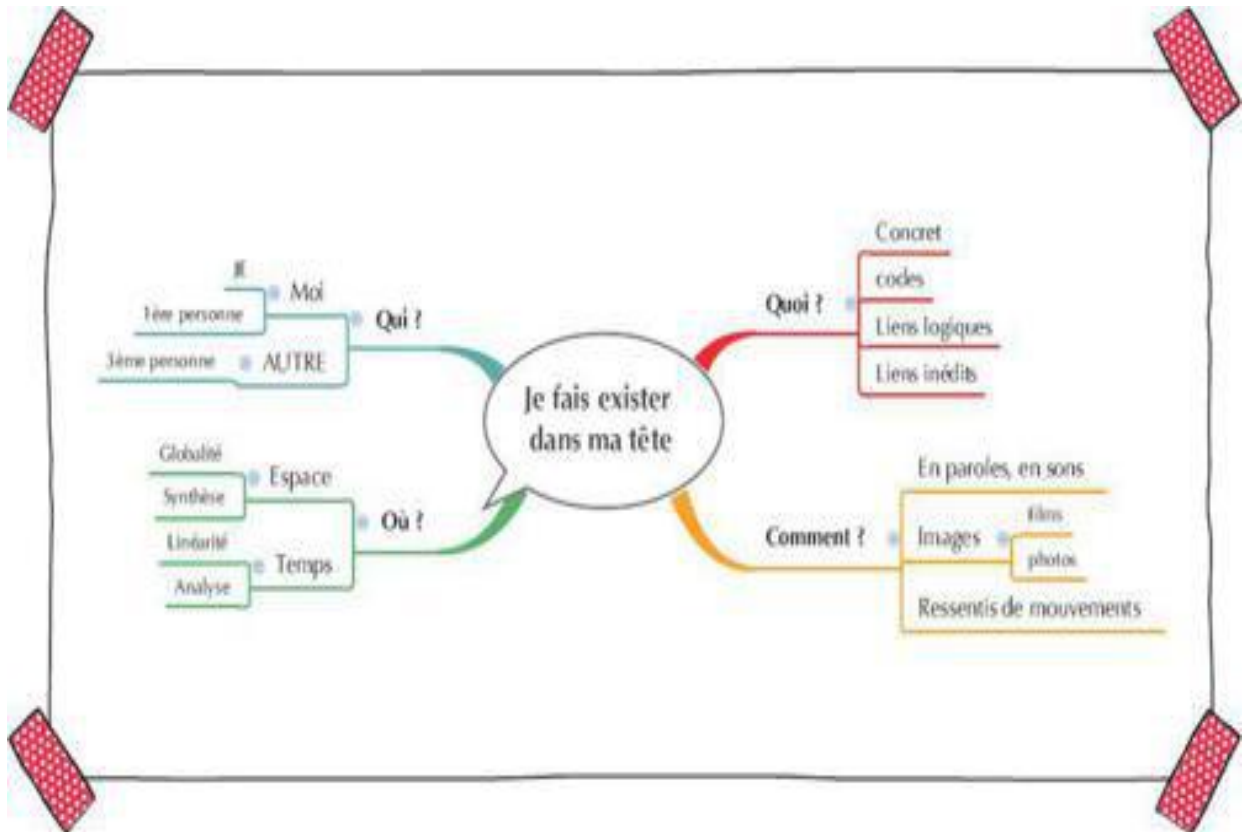 Je fais exister
dans ma tête
Qui ?
Moi
JE
1ère personne
AUTRE
3ème personne
Quoi ?
Concret
codes
Liens logiques
Liens inédits
Où ?
Espace
Globalité
Synthèse
Temps
Linéarité
Analyse
Comment ?
En paroles, en sons
Images
films
photos
Ressentis de mouvements